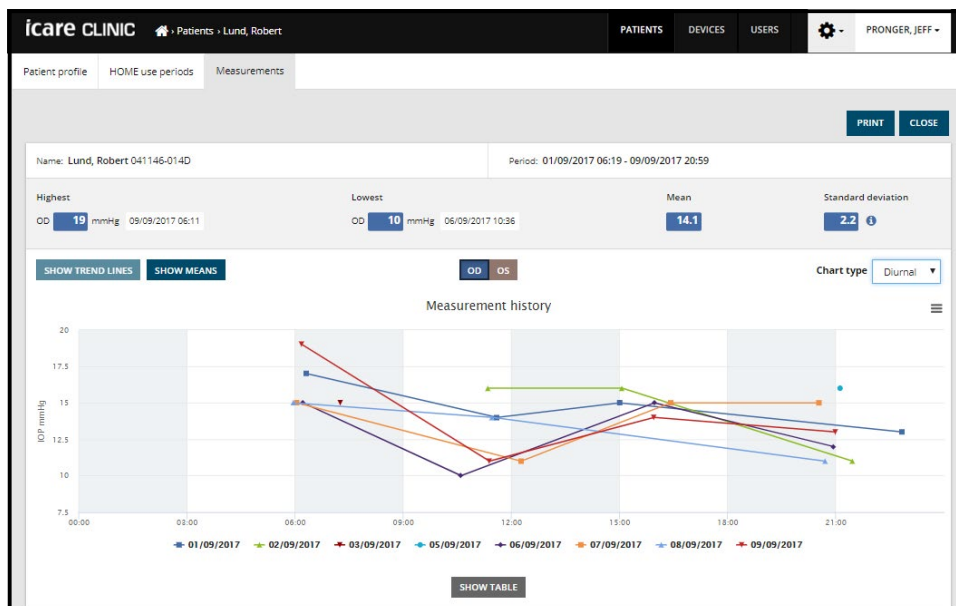 icare CLINIC › Patients › Lund, Robert PATIENTS DEVICES USERS PRONGER, JEFF
Patient profile HOME use periods Measurements
PRINT CLOSE
Name: Lund, Robert 041146-014D Period: 01/09/2017 06:19 - 09/09/2017 20:59
Highest Lowest Mean Standard deviation
OD 19 mmHg 09/09/2017 06:11 OD 10 mmHg 06/09/2017 10:36 14.1 2.2
SHOW TREND LINES SHOW MEANS OD OS Chart type Diurnal
Measurement history
20
17.5
15
12.5
10
7.5
IOP mmHg
00:00 03:00 06:00 09:00 12:00 15:00 18:00 21:00
01/09/2017 02/09/2017 03/09/2017 05/09/2017 06/09/2017 07/09/2017 08/09/2017 09/09/2017
SHOW TABLE